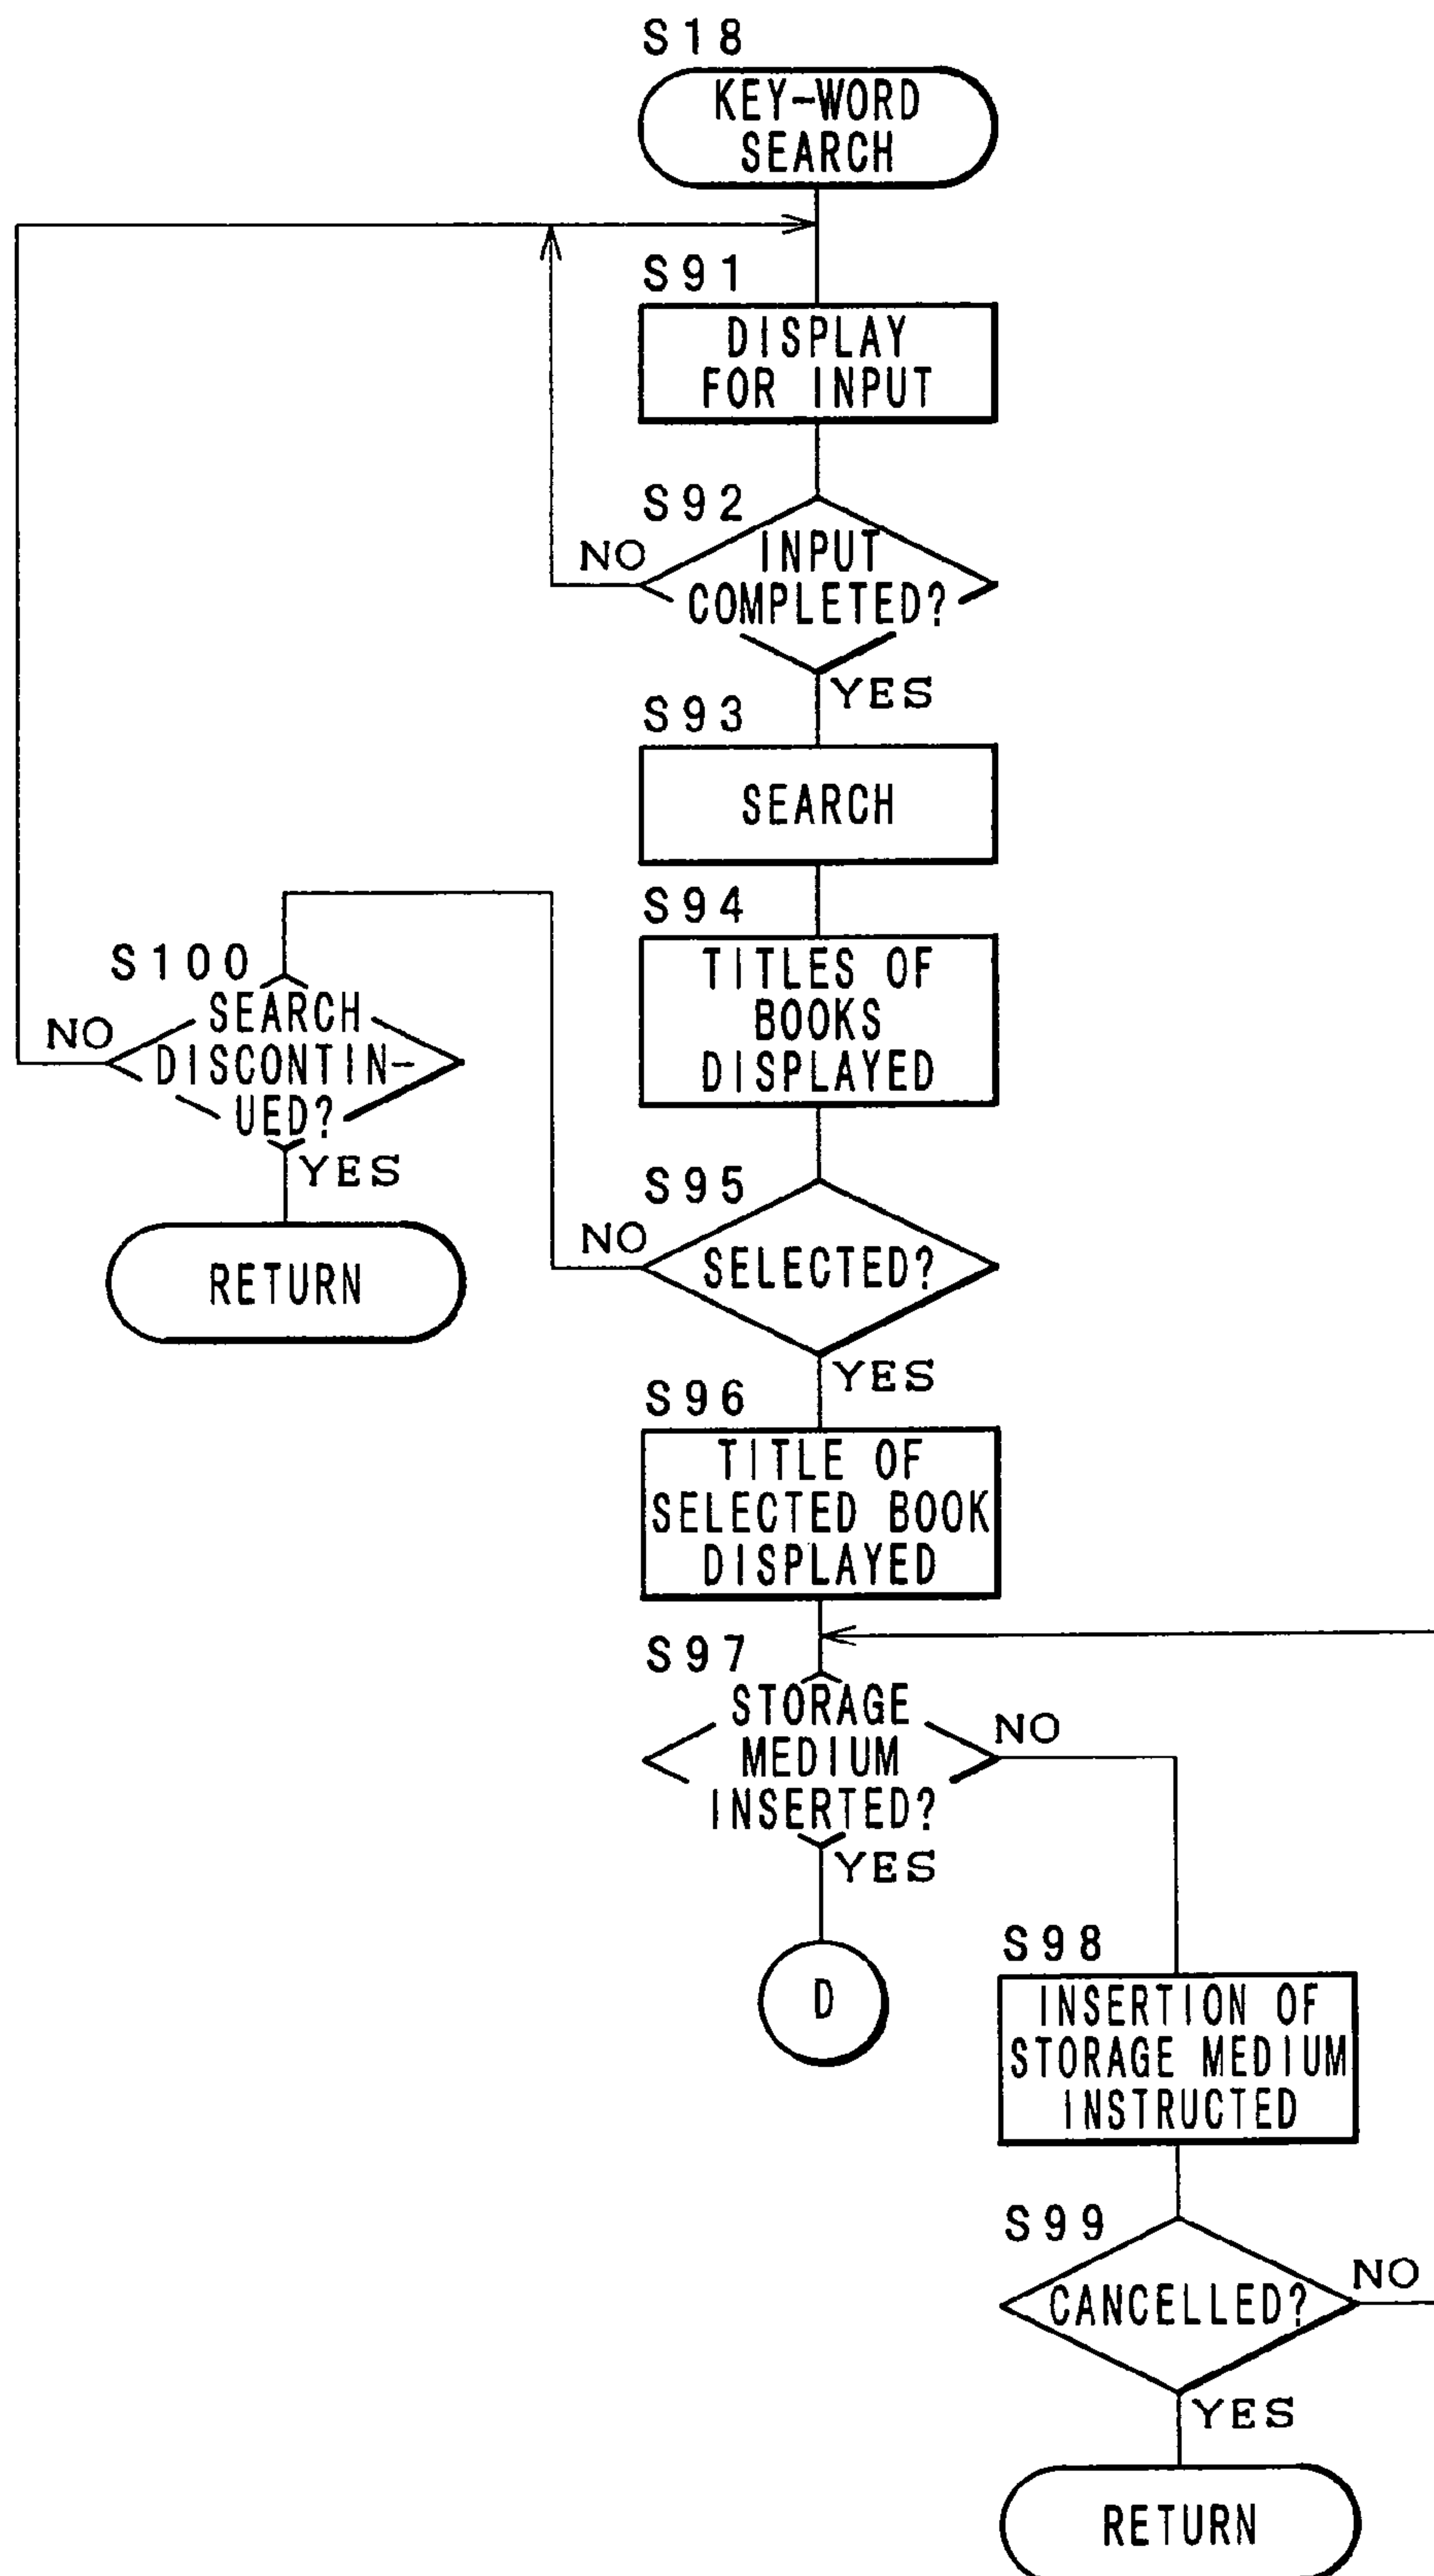 S18
KEY-WORD
SEARCH
S91
DISPLAY
FOR INPUT
S92
NO
INPUT
COMPLETED?
YES
S93
SEARCH
S94
TITLES OF
BOOKS
DISPLAYED
S100
NO
SEARCH
DISCONTIN-
UED?
YES
RETURN
S95
NO
SELECTED?
YES
S96
TITLE OF
SELECTED BOOK
DISPLAYED
S97
STORAGE
MEDIUM
INSERTED?
NO
YES
D
S98
INSERTION OF
STORAGE MEDIUM
INSTRUCTED
S99
CANCELLED?
NO
YES
RETURN